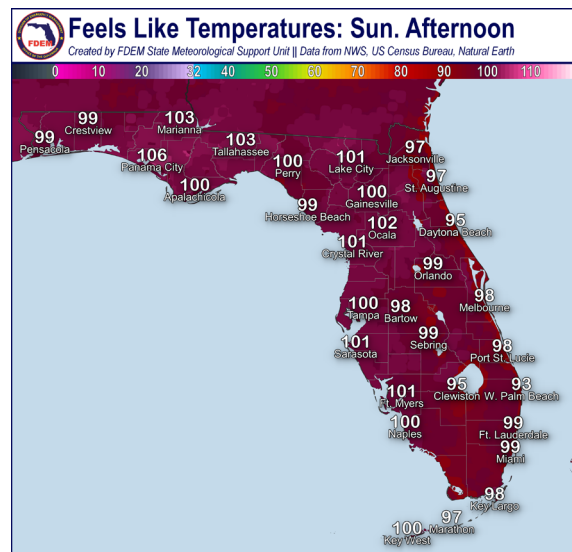 FDEM
Feels Like Temperatures: Sun. Afternoon
Created by FDEM State Meteorological Support Unit || Data from NWS, US Census Bureau, Natural Earth
0 10 20 32 40 50 60 70 80 90 100 110
99
Crestview
103
Marianna
99
Pensacola
106
Panama City
103
Tallahassee
100
Perry
101
Lake City
97
Jacksonville
97
St. Augustine
100
Apalachicola
99
Horseshoe Beach
100
Gainesville
102
Ocala
95
Daytona Beach
101
Crystal River
99
Orlando
100
Tampa
98
Bartow
98
Melbourne
101
Sarasota
99
Sebring
98
Port St. Lucie
101
Ft. Myers
95
Clewiston
93
W. Palm Beach
100
Naples
99
Ft. Lauderdale
99
Miami
98
Key Largo
97
Marathon
100
Key West